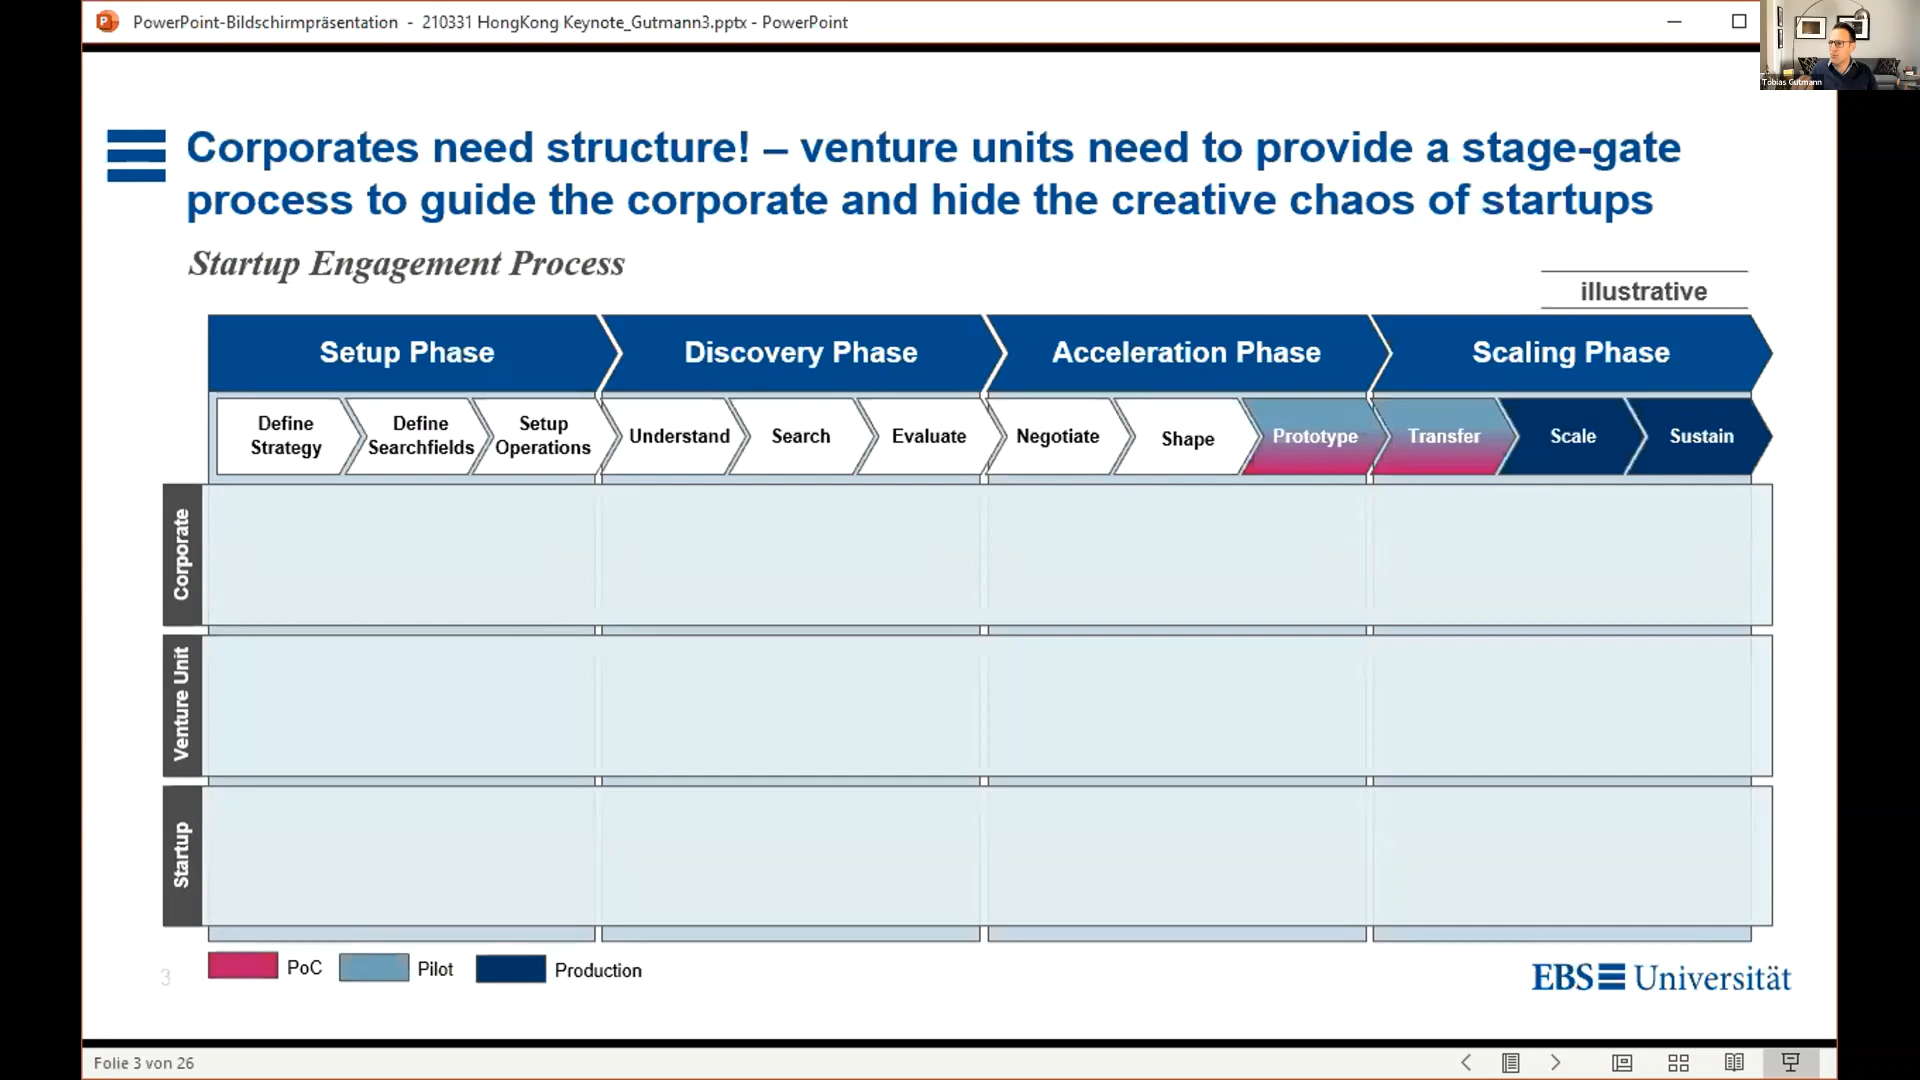 PowerPoint-Bildschirmpräsentation - 210331 HongKong Keynote_Gutmann3.pptx - PowerPoint
Tobias Gutmann
Corporates need structure! – venture units need to provide a stage-gate
process to guide the corporate and hide the creative chaos of startups
Startup Engagement Process
illustrative
Setup Phase
Discovery Phase
Acceleration Phase
Scaling Phase
Define
Strategy
Define
Searchfields
Setup
Operations
Understand
Search
Evaluate
Negotiate
Shape
Prototype
Transfer
Scale
Sustain
Corporate
Venture Unit
Startup
PoC
Pilot
Production
3
EBS Universität
Folie 3 von 26